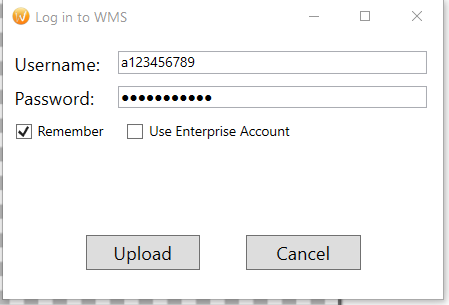 Log in to WMS
Username: a123456789
Password: ●●●●●●●●●●●
Remember Use Enterprise Account
Upload Cancel